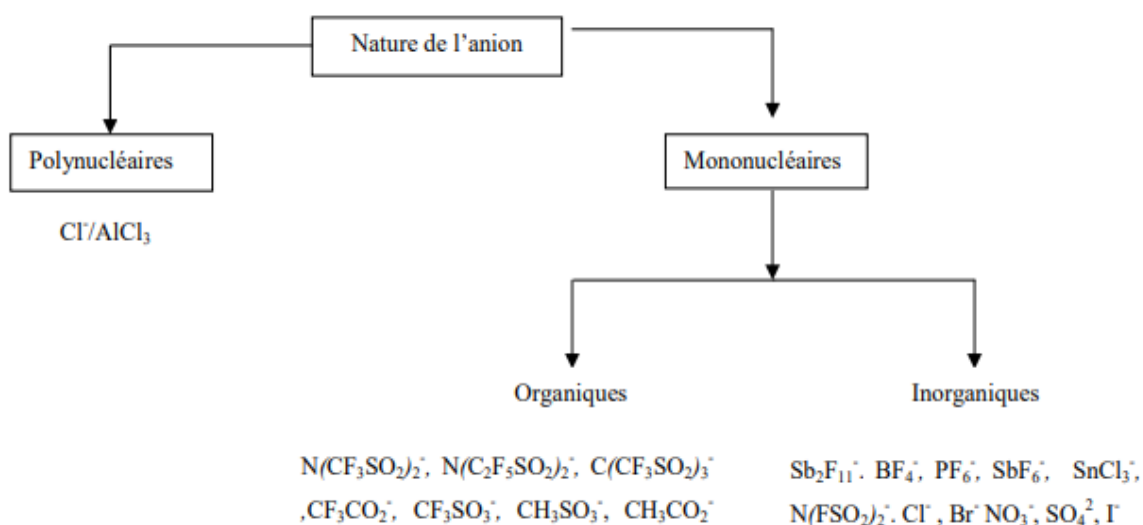 Nature de l'anion
Polynucléaires
Mononucléaires
Cl⁻/AlCl₃
Organiques
Inorganiques
N(CF₃SO₂)₂⁻, N(C₂F₅SO₂)₂⁻, C(CF₃SO₂)₃⁻
,CF₃CO₂⁻, CF₃SO₃⁻, CH₃SO₃⁻, CH₃CO₂⁻
Sb₂F₁₁⁻. BF₄⁻, PF₆⁻, SbF₆⁻, SnCl₃⁻,
N(FSO₂)₂⁻. Cl⁻ , Br⁻ NO₃⁻, SO₄², I⁻